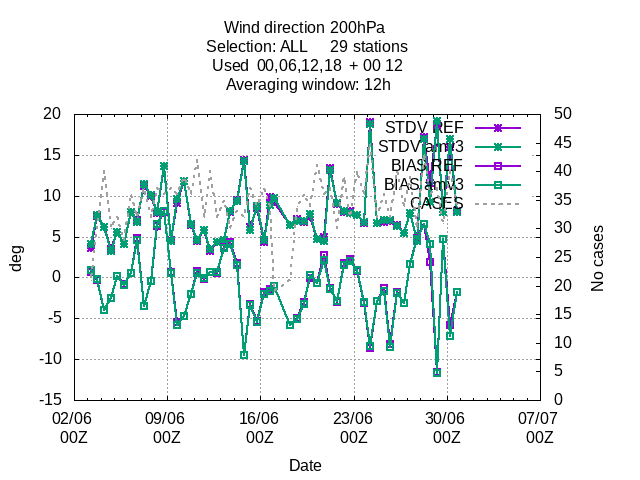 Wind direction 200hPa
Selection: ALL 29 stations
Used 00,06,12,18 + 00 12
Averaging window: 12h
20
15
10
5
0
-5
-10
-15
deg
50
45
40
35
30
25
20
15
10
5
0
No cases
STDV REF
STDV amv3
BIAS REF
BIAS amv3
CASES
02/06 09/06 16/06 23/06 30/06 07/07
00Z 00Z 00Z 00Z 00Z 00Z
Date